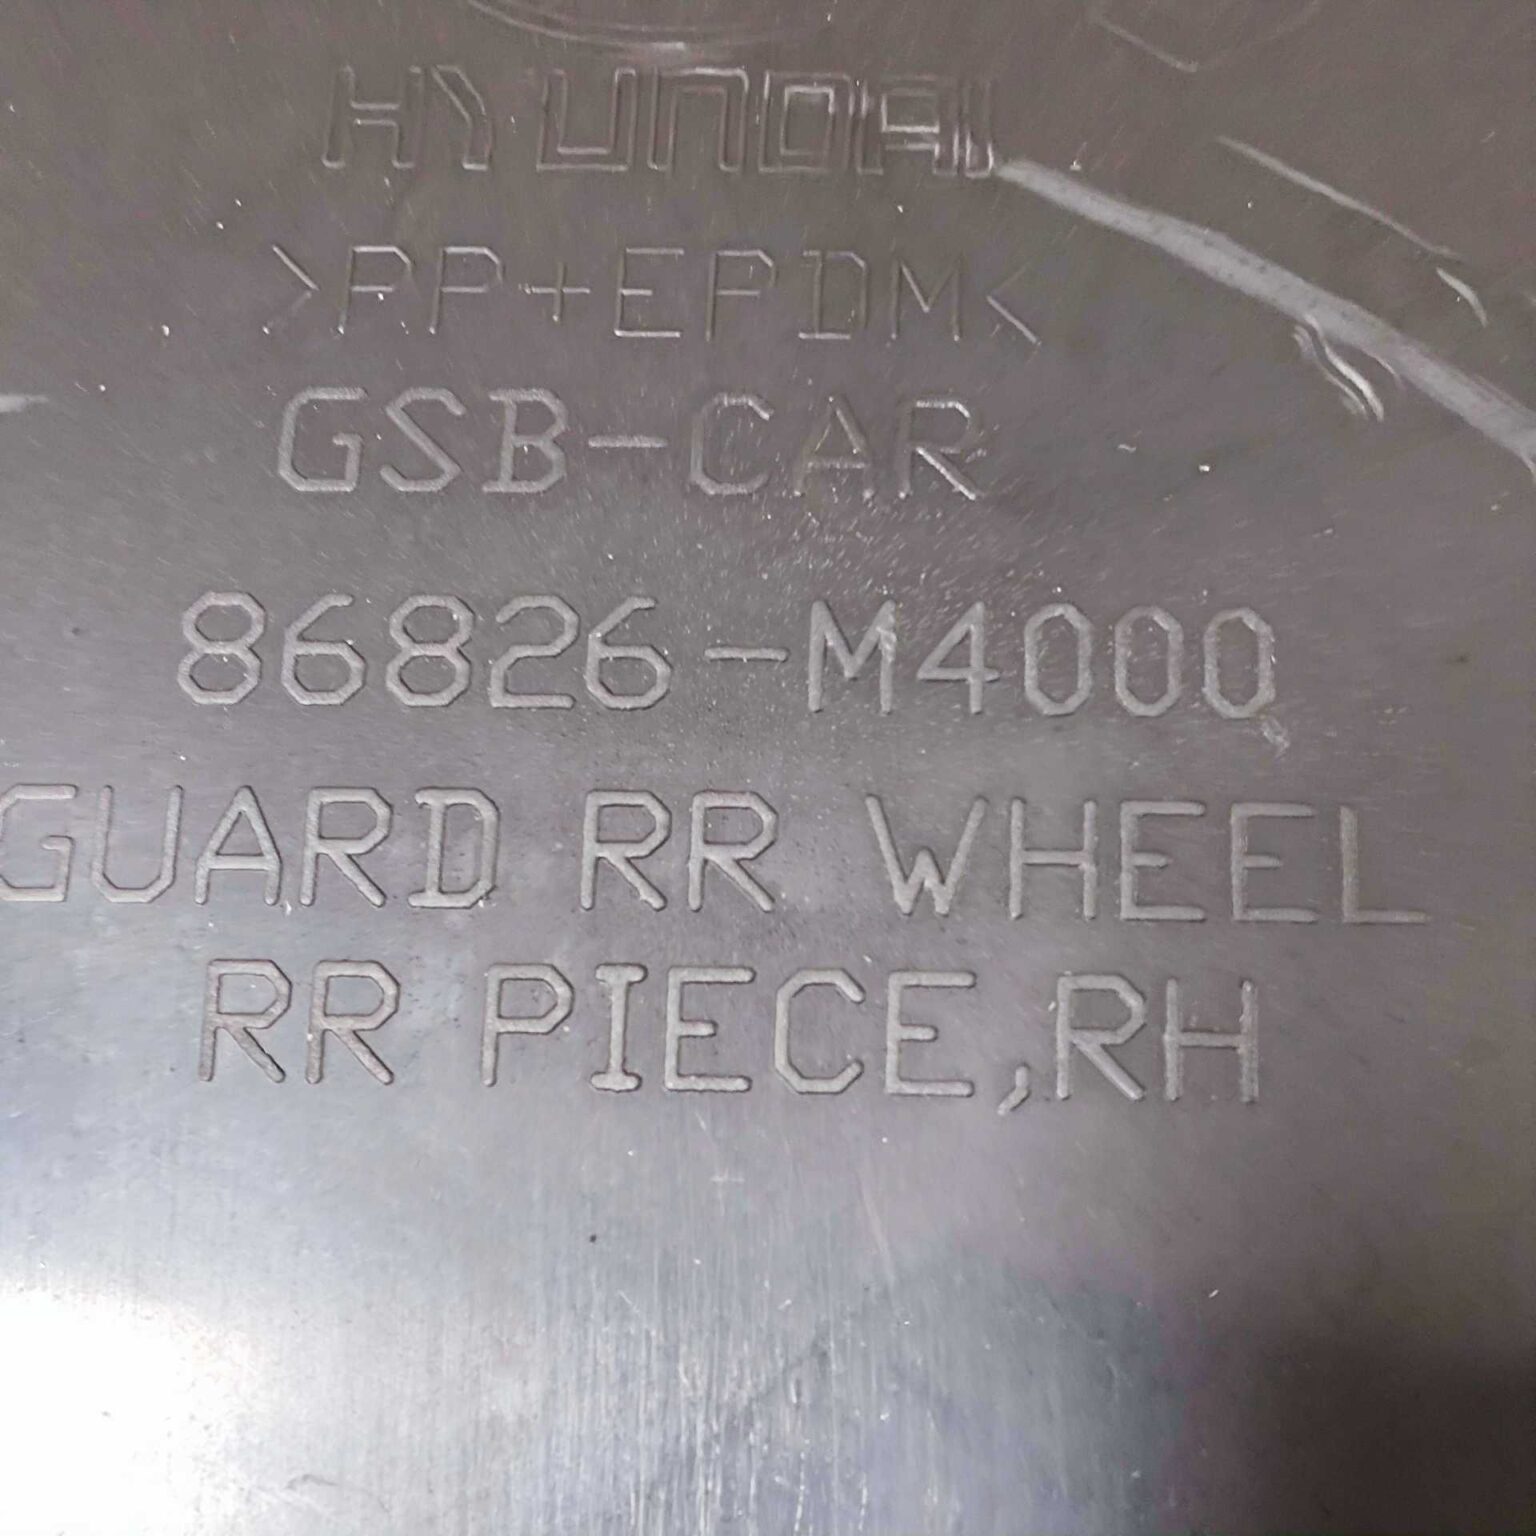 HYUNDAI
>PP+EPDM<
GSB-CAR
86826-M4000
GUARD RR WHEEL
RR PIECE,RH